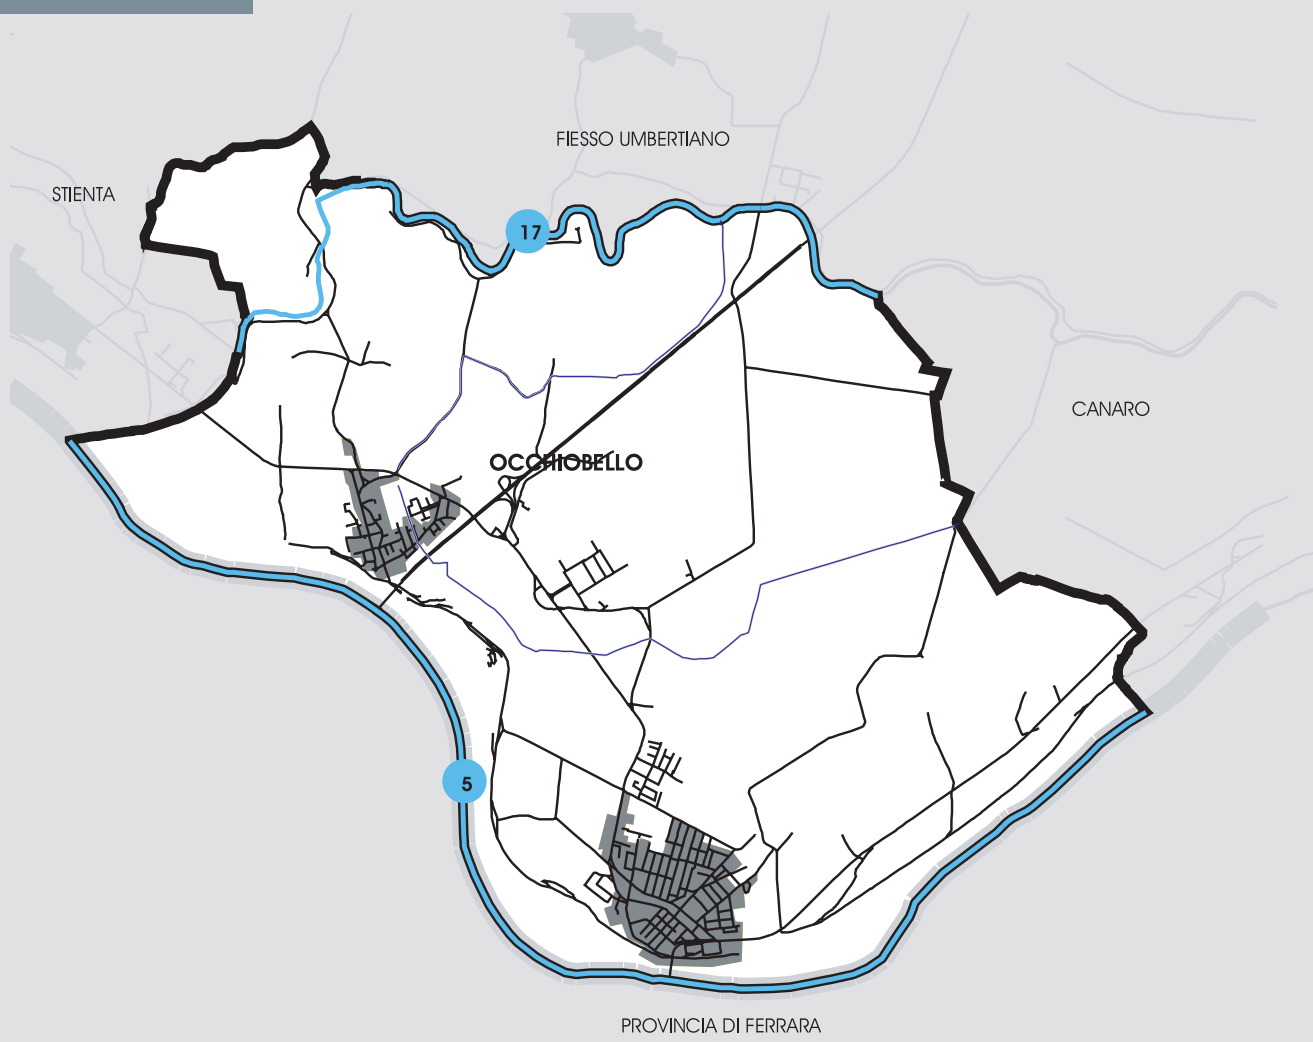 FIESSO UMBERTIANO
STIENTA
17
CANARO
OCCHIOBELLO
5
PROVINCIA DI FERRARA